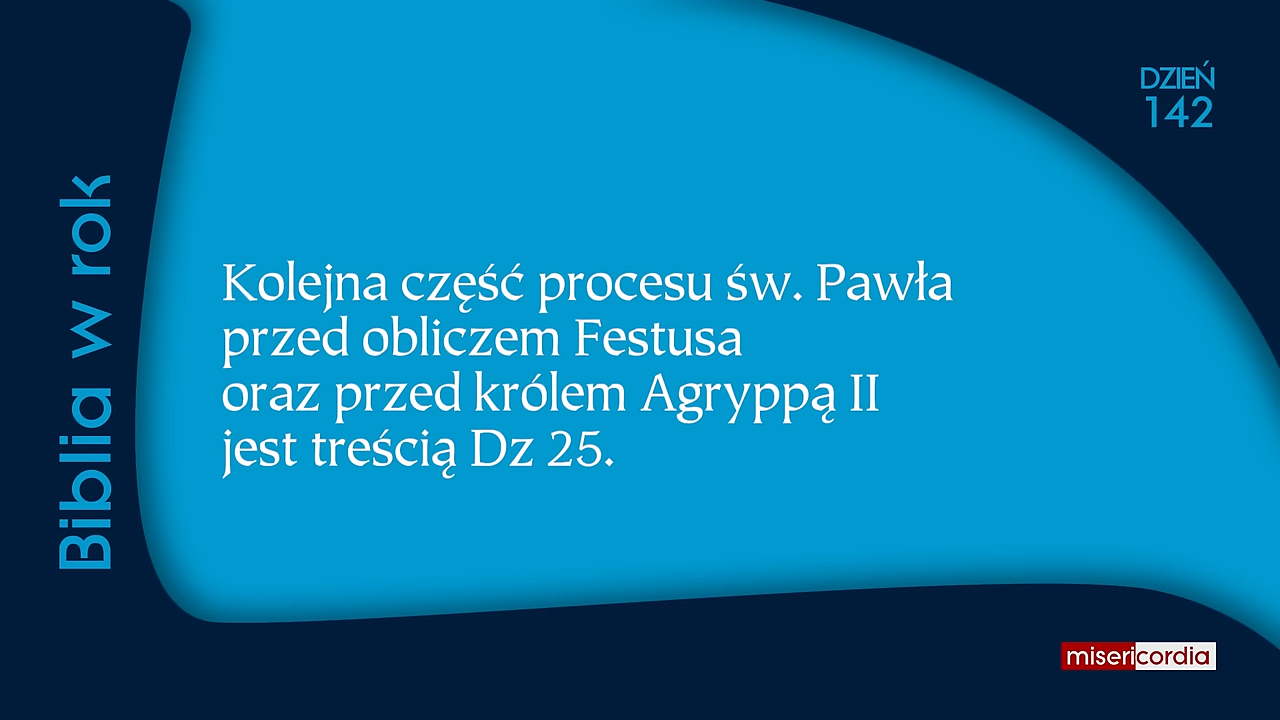 DZIEŃ
142
Biblia w rok
Kolejna część procesu św. Pawła
przed obliczem Festusa
oraz przed królem Agryppą II
jest treścią Dz 25.
misericordia